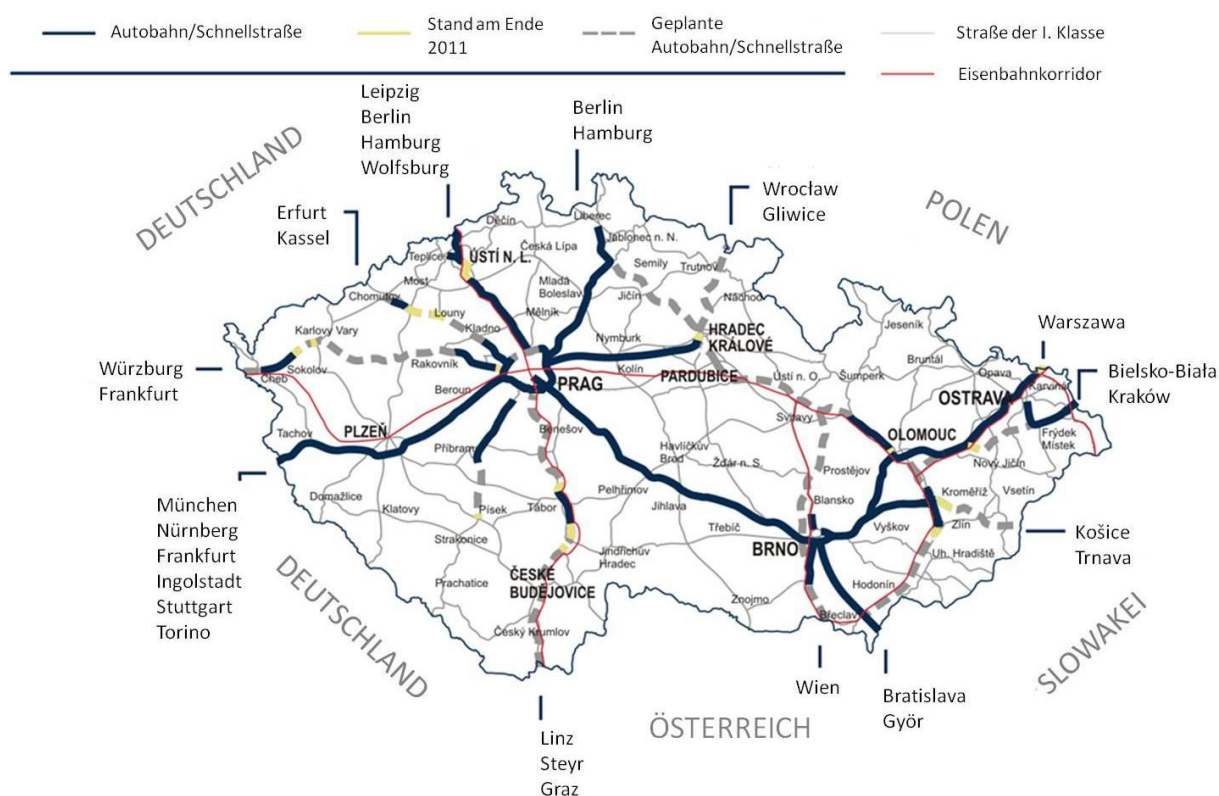 Autobahn/Schnellstraße
Stand am Ende
2011
Geplante
Autobahn/Schnellstraße
Straße der I. Klasse
Eisenbahnkorridor
Leipzig
Berlin
Hamburg
Wolfsburg
Berlin
Hamburg
DEUTSCHLAND
Erfurt
Kassel
Wrocław
Gliwice
POLEN
Děčín
Liberec
Jablonec n. N.
Teplice
ÚSTÍ N. L.
Česká Lípa
Semily
Trutnov
Most
Chomutov
Mladá
Boleslav
Jičín
Náchod
Louny
Mělník
Karlovy Vary
Kladno
Nymburk
HRADEC
KRÁLOVÉ
Jeseník
Warszawa
Würzburg
Frankfurt
Cheb
Sokolov
Rakovník
Beroun
PRAG
Kolín
PARDUBICE
Ústí n. O.
Šumperk
Bruntál
Opava
Karviná
OSTRAVA
Bielsko-Biała
Kraków
Tachov
PLZEŇ
Benešov
Svitavy
OLOMOUC
Frýdek
Místek
Příbram
Havlíčkův
Brod
Žďár n. S.
Prostějov
Nový Jičín
Domažlice
Klatovy
Písek
Tábor
Pelhřimov
Jihlava
Blansko
Kroměříž
Vsetín
Strakonice
Třebíč
BRNO
Vyškov
Zlín
Košice
Trnava
München
Nürnberg
Frankfurt
Ingolstadt
Stuttgart
Torino
DEUTSCHLAND
Prachatice
ČESKÉ
BUDĚJOVICE
Jindřichův
Hradec
Uh. Hradiště
Znojmo
Hodonín
Břeclav
Český Krumlov
SLOWAKEI
Wien
Bratislava
Györ
ÖSTERREICH
Linz
Steyr
Graz